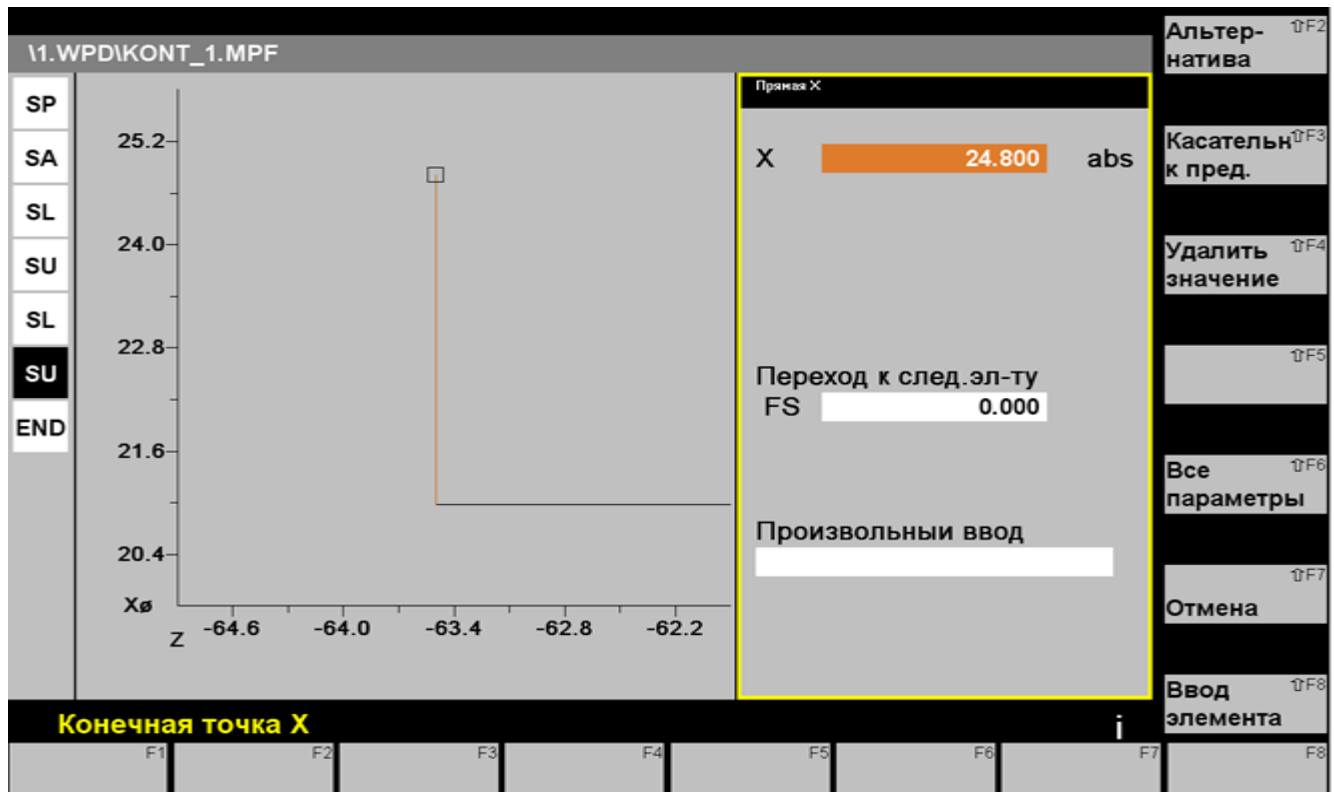 \1.WPD\KONT_1.MPF
SP
SA
SL
SU
SL
SU
END
25.2
24.0
22.8
21.6
20.4
Xø
Z
-64.6 -64.0 -63.4 -62.8 -62.2
Прямая X
X 24.800 abs
Переход к след.эл-ту
FS 0.000
Произвольныи ввод
Альтер- ⇧F2
натива
Касательн ⇧F3
к пред.
Удалить ⇧F4
значение
⇧F5
Все ⇧F6
параметры
⇧F7
Отмена
Ввод ⇧F8
элемента
Конечная точка X
i
F1 F2 F3 F4 F5 F6 F7 F8